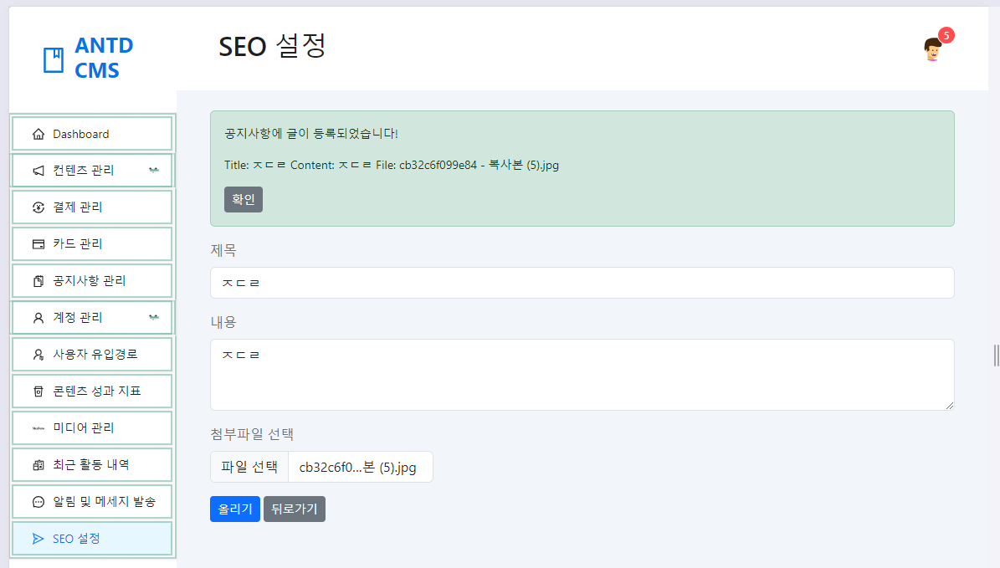 ANTD
CMS
SEO 설정
5
Dashboard
컨텐츠 관리
결제 관리
카드 관리
공지사항 관리
계정 관리
사용자 유입경로
콘텐츠 성과 지표
미디어 관리
최근 활동 내역
알림 및 메세지 발송
SEO 설정
공지사항에 글이 등록되었습니다!
Title: ㅈㄷㄹ Content: ㅈㄷㄹ File: cb32c6f099e84 - 복사본 (5).jpg
확인
제목
ㅈㄷㄹ
내용
ㅈㄷㄹ
첨부파일 선택
파일 선택 cb32c6f0...본 (5).jpg
올리기 뒤로가기